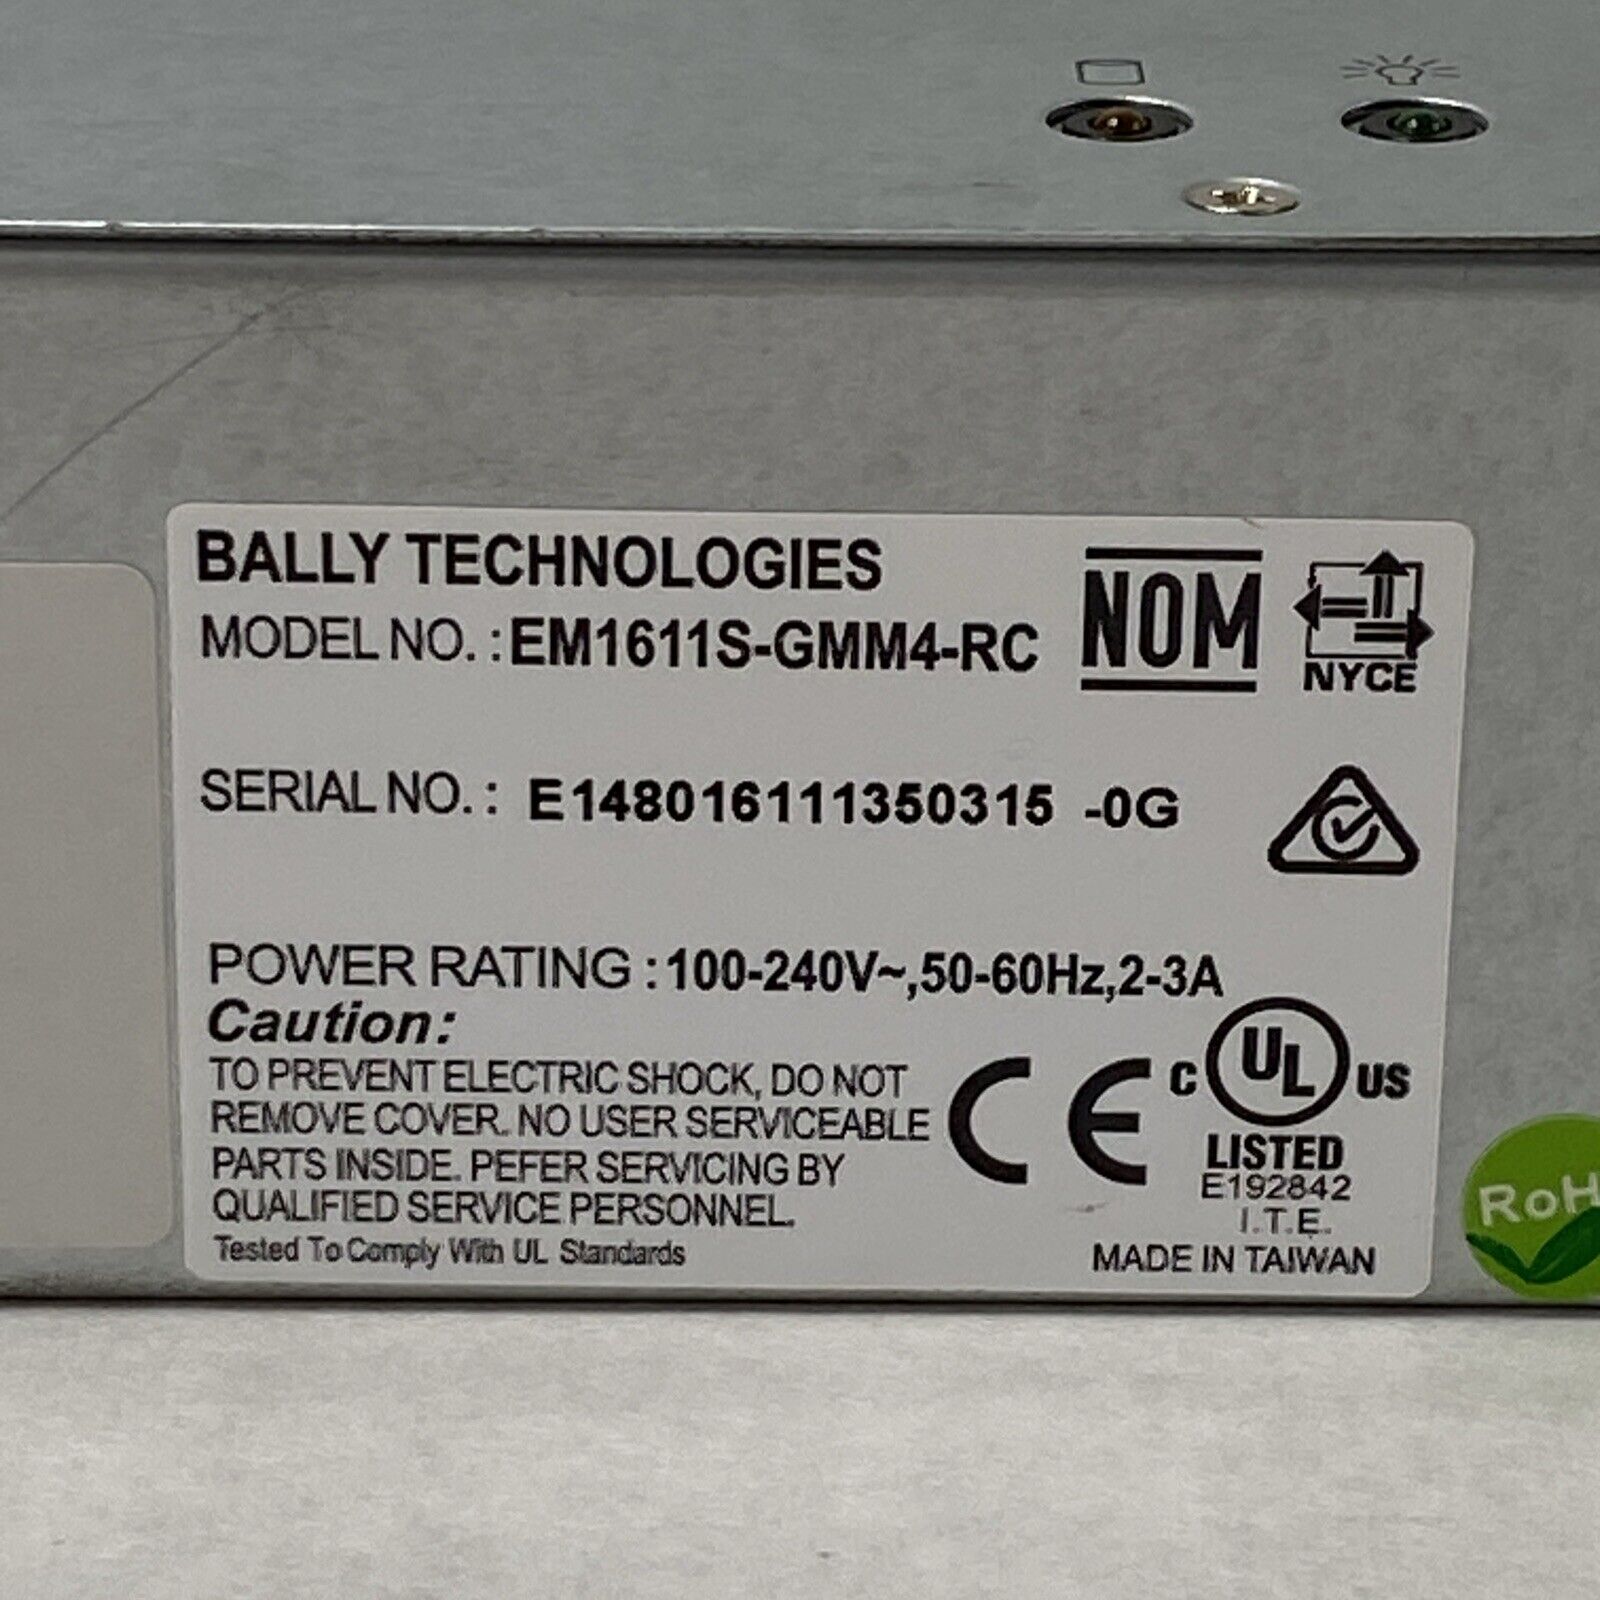 BALLY TECHNOLOGIES
MODEL NO. : EM1611S-GMM4-RC
NOM
NYCE
SERIAL NO. : E148016111350315 -0G
POWER RATING : 100-240V~,50-60Hz,2-3A
Caution:
TO PREVENT ELECTRIC SHOCK, DO NOT
REMOVE COVER. NO USER SERVICEABLE
PARTS INSIDE. PEFER SERVICING BY
QUALIFIED SERVICE PERSONNEL.
Tested To Comply With UL Standards
CE
C UL US
LISTED
E192842
I.T.E.
MADE IN TAIWAN
RoH